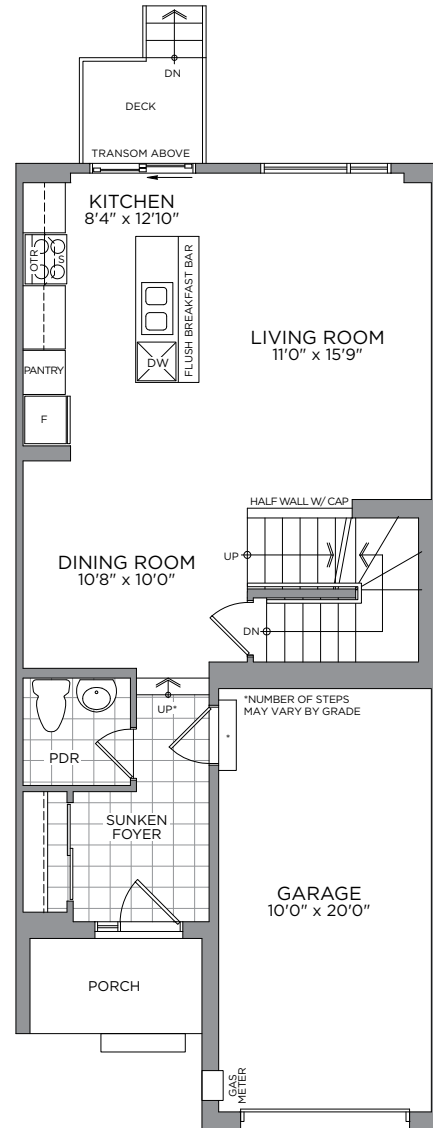 DN
DECK
TRANSOM ABOVE
KITCHEN
8'4" x 12'10"
OTR
S
FLUSH BREAKFAST BAR
LIVING ROOM
11'0" x 15'9"
PANTRY
DW
F
HALF WALL W/ CAP
UP
DINING ROOM
10'8" x 10'0"
DN
UP*
*NUMBER OF STEPS
MAY VARY BY GRADE
*
PDR
SUNKEN
FOYER
GARAGE
10'0" x 20'0"
PORCH
GAS
METER